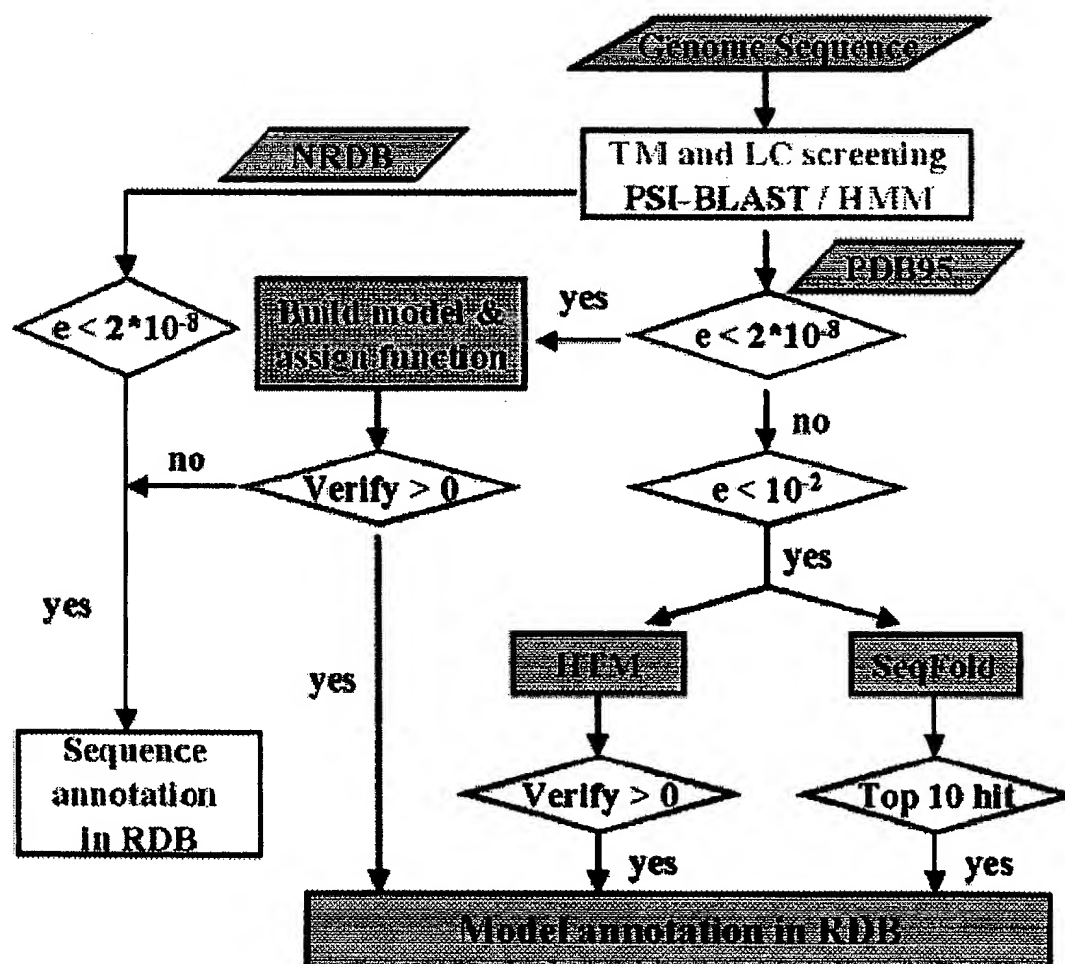 Genome Sequence
NRDB
TM and LC screening
PSI-BLAST / HMM
PDB95
e < 2*10-8
Build model &
assign function
yes
e < 2*10-8
no
no
Verify > 0
e < 10-2
yes
yes
yes
HTM
SeqFold
Sequence
annotation
in RDB
Verify > 0
Top 10 hit
yes
yes
Model annotation in RDB